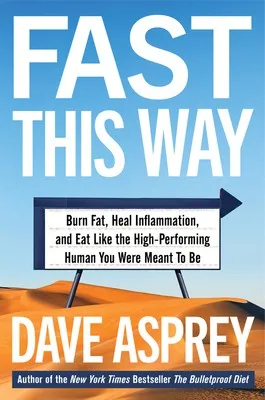 FAST
THIS WAY
Burn Fat, Heal Inflammation,
and Eat Like the High-Performing
Human You Were Meant To Be
DAVE ASPREY
Author of the New York Times Bestseller The Bulletproof Diet